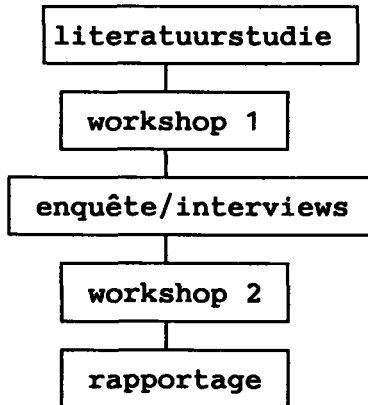 literatuurstudie
workshop 1
enquête/interviews
workshop 2
rapportage